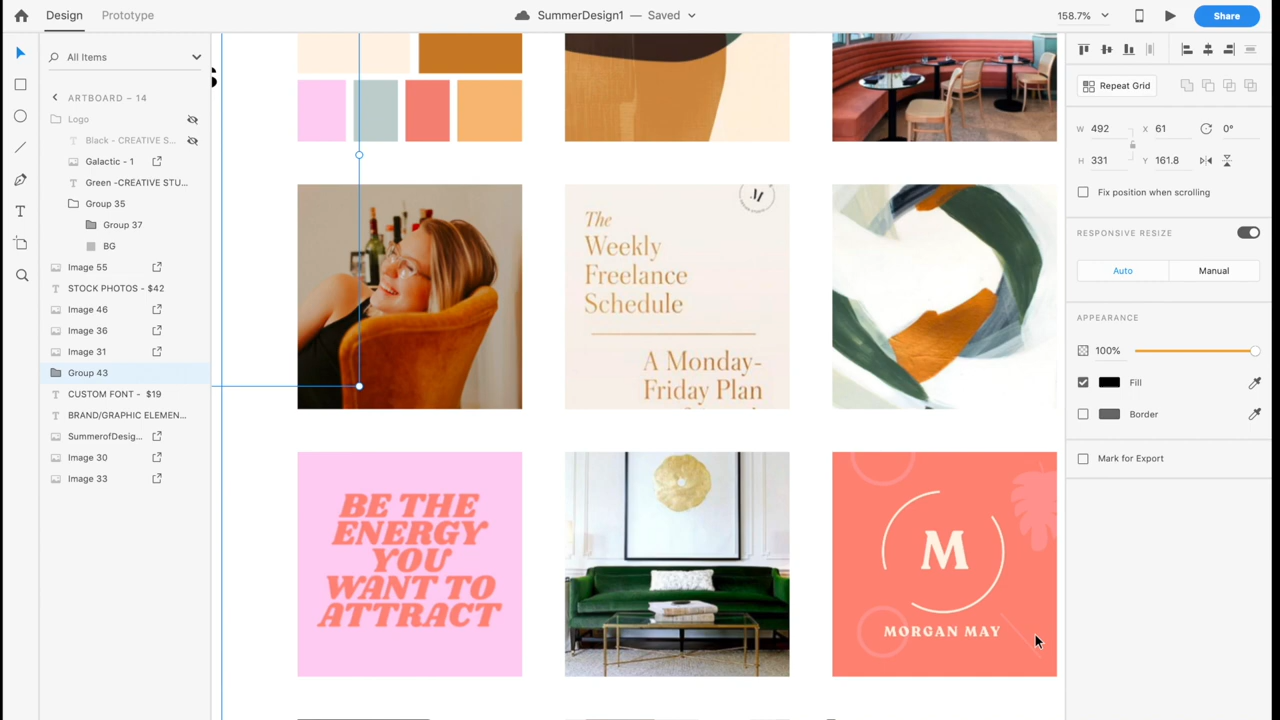 Design
Prototype
SummerDesign1 — Saved
158.7%
Share
All Items
ARTBOARD – 14
Logo
Black - CREATIVE S...
Galactic - 1
Green -CREATIVE STU...
Group 35
Group 37
BG
Image 55
STOCK PHOTOS - $42
Image 46
Image 36
Image 31
Group 43
CUSTOM FONT - $19
BRAND/GRAPHIC ELEMEN...
SummerofDesig...
Image 30
Image 33
s
M
The
Weekly
Freelance
Schedule
A Monday-
Friday Plan
BE THE
ENERGY
YOU
WANT TO
ATTRACT
M
MORGAN MAY
Repeat Grid
W 492 X 61 0°
H 331 Y 161.8
Fix position when scrolling
RESPONSIVE RESIZE
Auto
Manual
APPEARANCE
100%
Fill
Border
Mark for Export